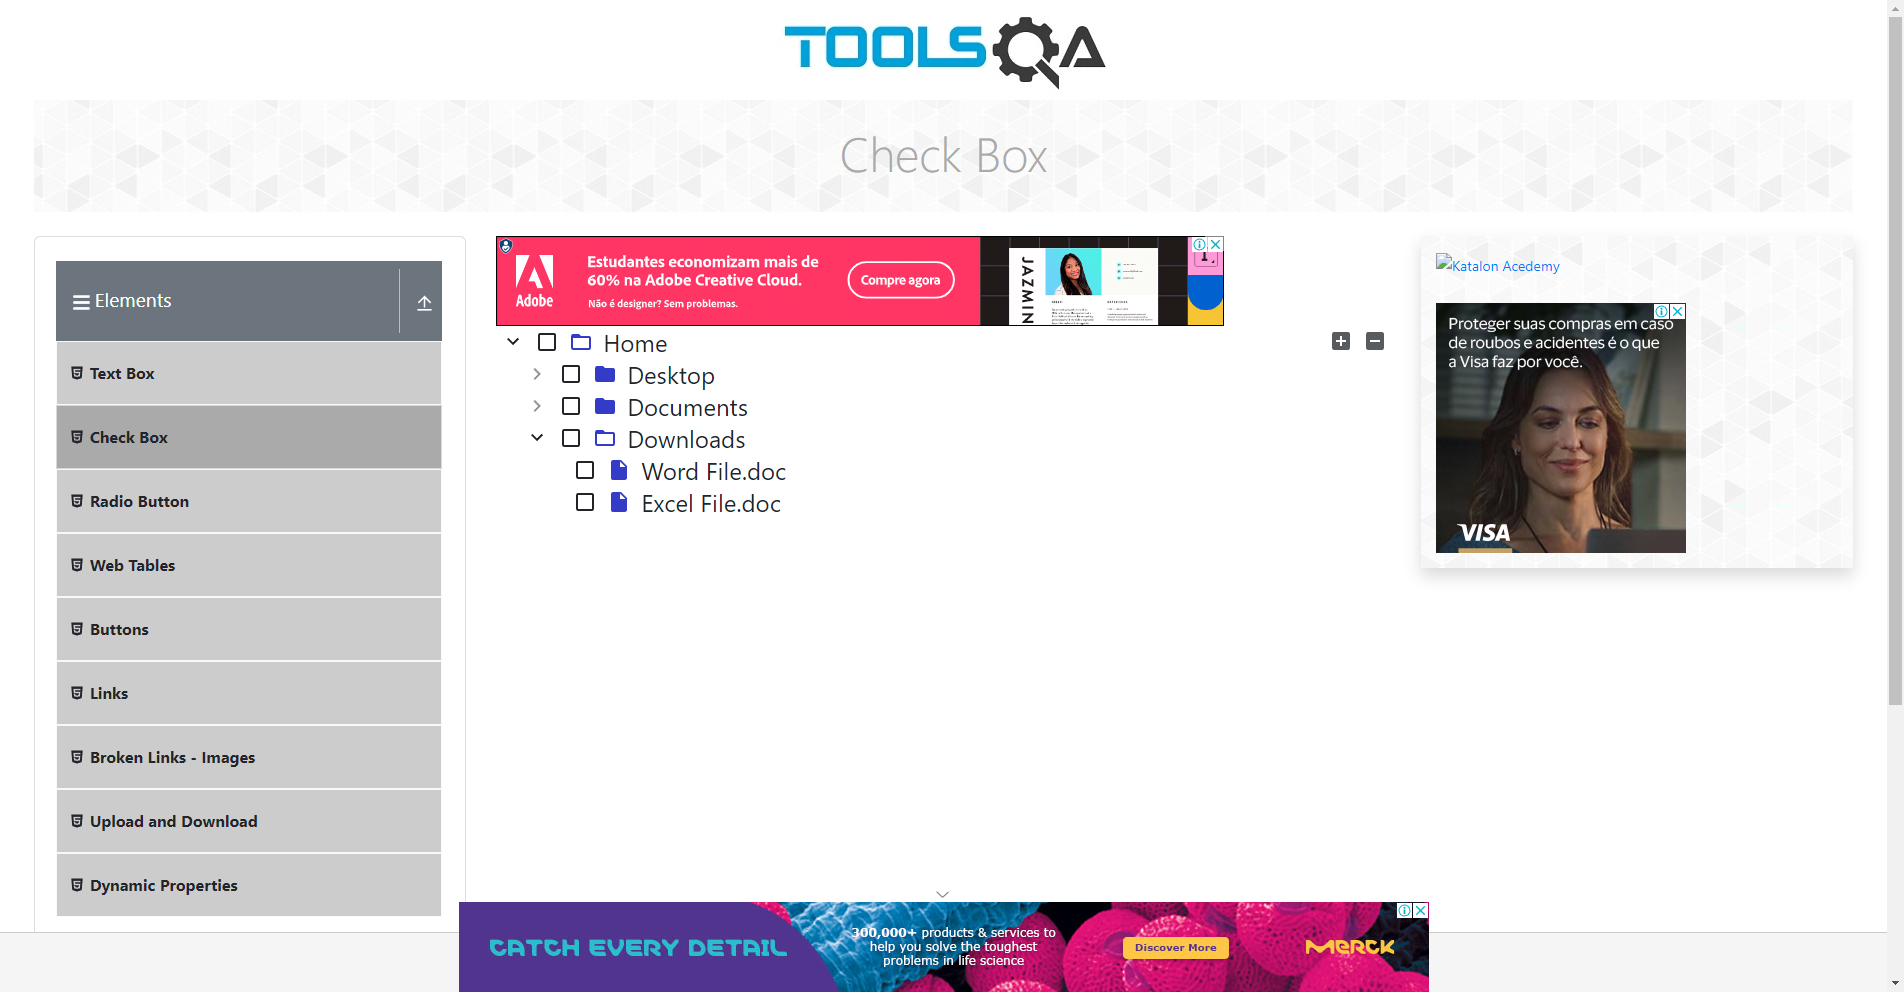 TOOLSQA
Check Box
Elements
Text Box
Check Box
Radio Button
Web Tables
Buttons
Links
Broken Links - Images
Upload and Download
Dynamic Properties
Adobe
Estudantes economizam mais de
60% na Adobe Creative Cloud.
Não é designer? Sem problemas.
Compre agora
JAZMIN
Home
Desktop
Documents
Downloads
Word File.doc
Excel File.doc
Katalon Acedemy
Proteger suas compras em caso
de roubos e acidentes é o que
a Visa faz por você.
VISA
CATCH EVERY DETAIL
300,000+ products & services to
help you solve the toughest
problems in life science
Discover More
MERCK